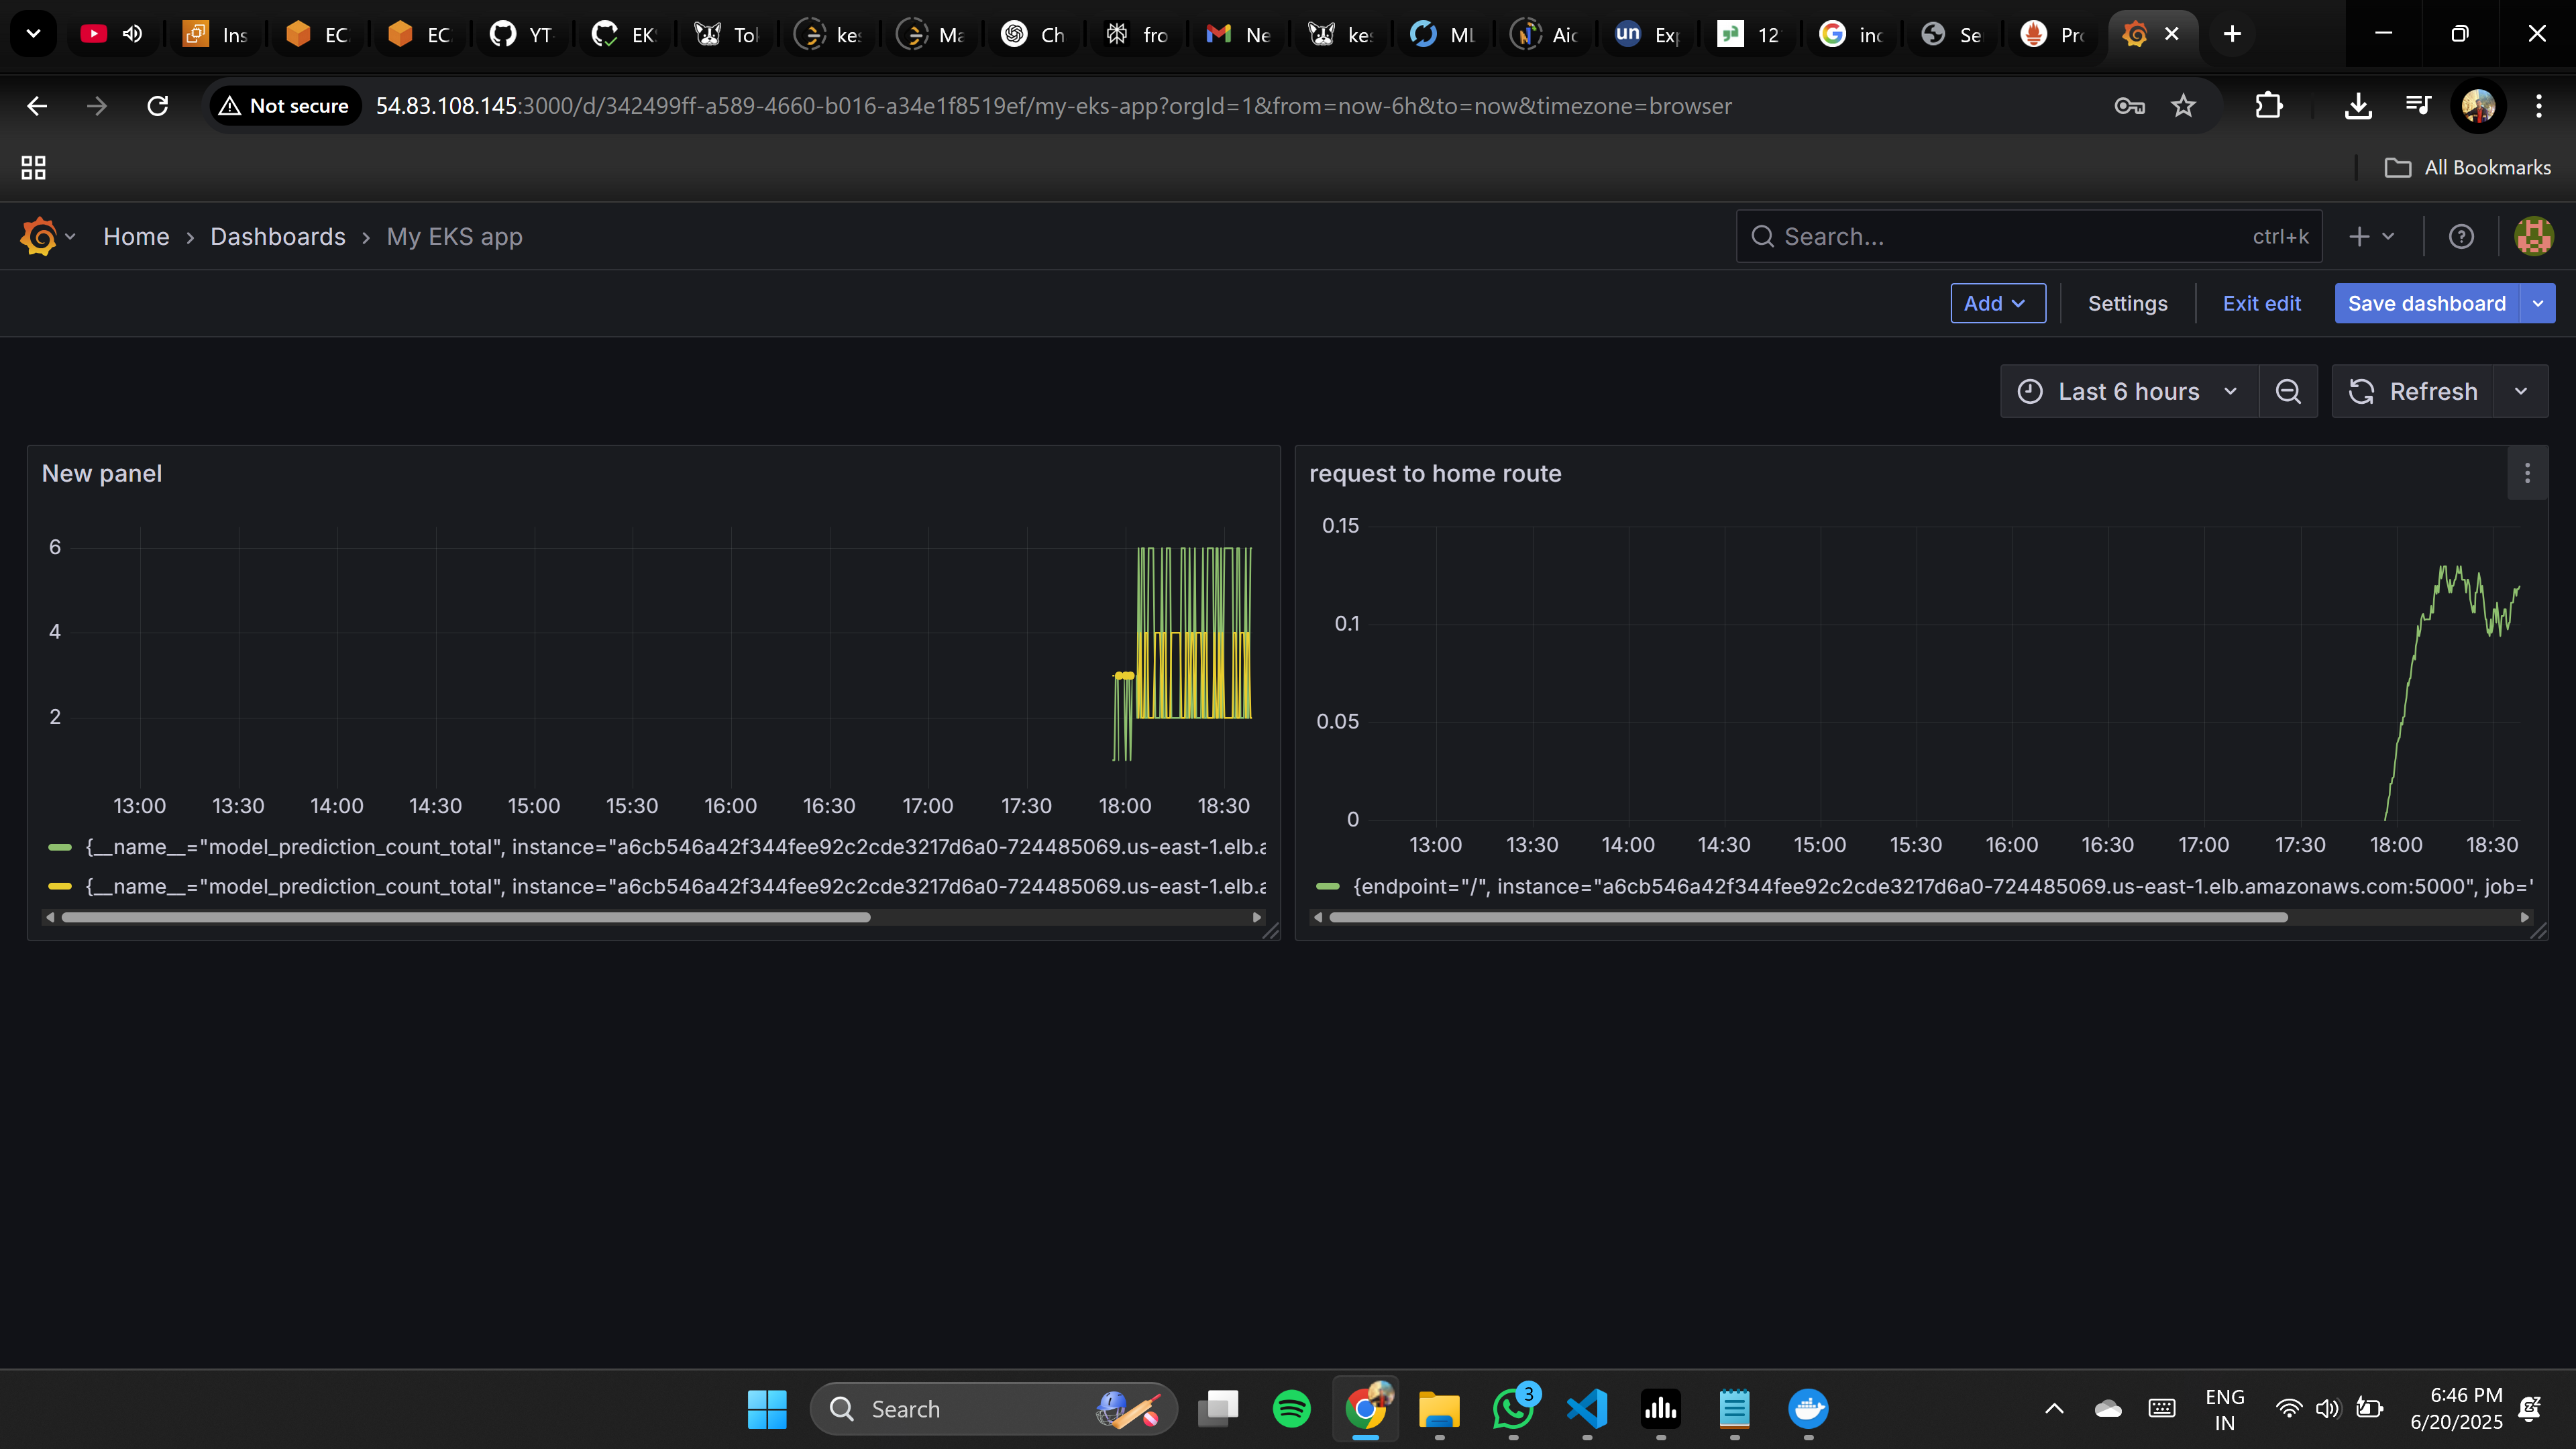 Ins
EC
EC
YT
EK
Tol
kes
Ma
Ch
fro
Ne
kes
ML
Aic
un Exp
12
inc
Se
Pro
Not secure 54.83.108.145:3000/d/342499ff-a589-4660-b016-a34e1f8519ef/my-eks-app?orgId=1&from=now-6h&to=now&timezone=browser
All Bookmarks
Home › Dashboards › My EKS app
Search... ctrl+k
Add Settings Exit edit Save dashboard
Last 6 hours Refresh
New panel
6
4
2
13:00 13:30 14:00 14:30 15:00 15:30 16:00 16:30 17:00 17:30 18:00 18:30
{__name__="model_prediction_count_total", instance="a6cb546a42f344fee92c2cde3217d6a0-724485069.us-east-1.elb.a
{__name__="model_prediction_count_total", instance="a6cb546a42f344fee92c2cde3217d6a0-724485069.us-east-1.elb.a
request to home route
0.15
0.1
0.05
0
13:00 13:30 14:00 14:30 15:00 15:30 16:00 16:30 17:00 17:30 18:00 18:30
{endpoint="/", instance="a6cb546a42f344fee92c2cde3217d6a0-724485069.us-east-1.elb.amazonaws.com:5000", job='
Search
3
ENG
IN
6:46 PM
6/20/2025